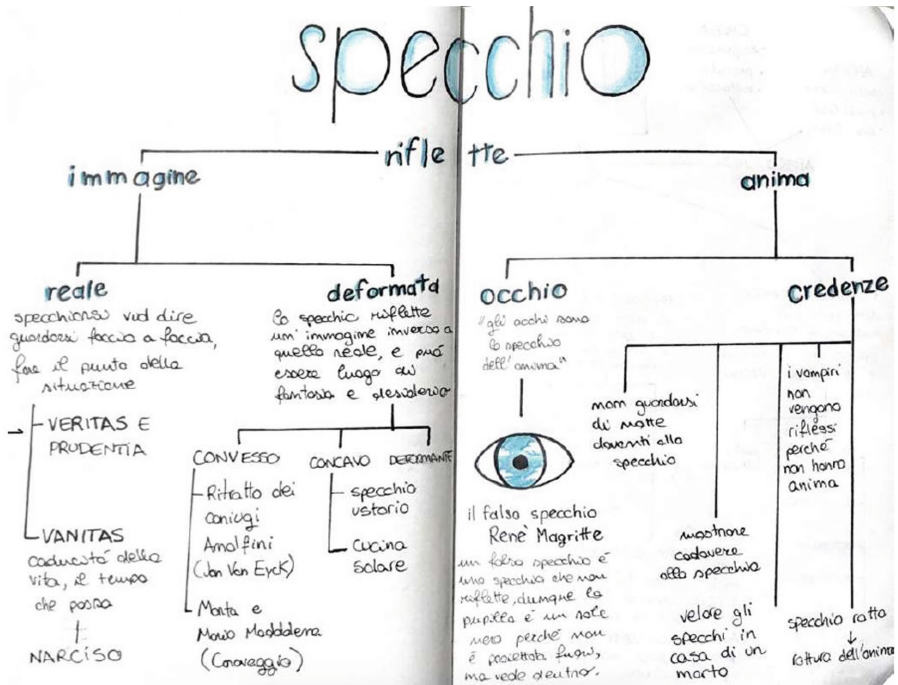 specchio
riflette
immagine
anima
reale
specchiarsi vuol dire
guardarsi faccia a faccia,
fare il punto della
situazione
VERITAS E
PRUDENTIA
VANITAS
caducità della
vita, il tempo
che passa
NARCISO
deformata
lo specchio riflette
un'immagine inversa a
quella reale, e può
essere luogo di
fantasia e desiderio
CONVESSO
Ritratto dei
coniugi
Arnolfini
(Jan Van Eyck)
Marta e
Maria Maddalena
(Caravaggio)
CONCAVO
specchio
ustorio
cucina
solare
DEFORMANTE
occhio
"gli occhi sono
lo specchio
dell'anima"
il falso specchio
Renè Magritte
un falso specchio è
uno specchio che non
riflette, dunque la
pupilla è un sole
nero perché non
è proiettata fuori,
ma vede dentro.
credenze
non guardarsi
di notte
davanti allo
specchio
mostrare
cadavere
allo specchio
velare gli
specchi in
casa di un
morto
i vampiri
non
vengono
riflessi
perché
non hanno
anima
specchio rotto
↓
rottura dell'anima
1